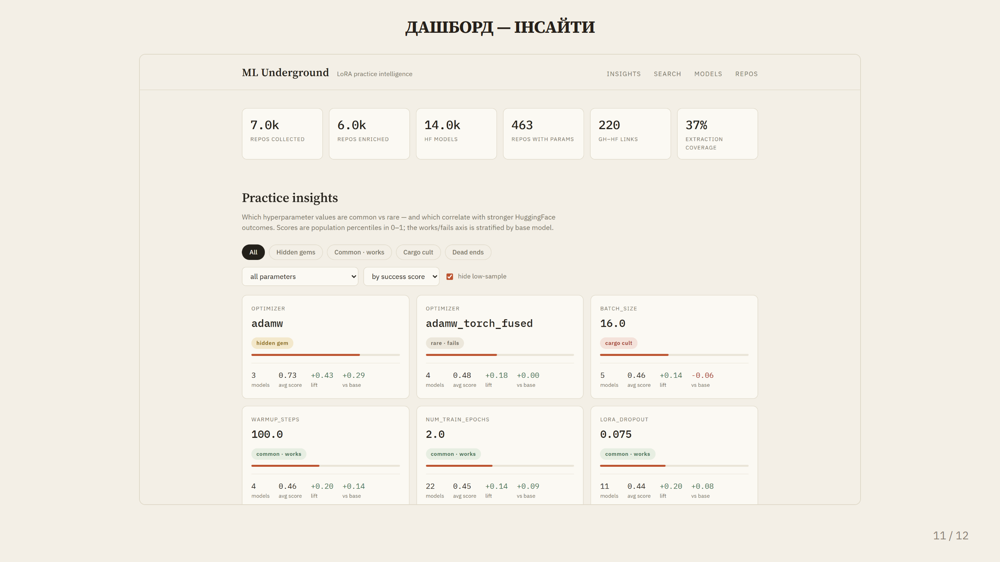 ДАШБОРД — ІНСАЙТИ
ML Underground LoRA practice intelligence INSIGHTS SEARCH MODELS REPOS
7.0k 6.0k 14.0k 463 220 37%
REPOS COLLECTED REPOS ENRICHED HF MODELS REPOS WITH PARAMS GH–HF LINKS EXTRACTION
COVERAGE
Practice insights
Which hyperparameter values are common vs rare — and which correlate with stronger HuggingFace
outcomes. Scores are population percentiles in 0–1; the works/fails axis is stratified by base model.
All Hidden gems Common · works Cargo cult Dead ends
all parameters by success score hide low-sample
OPTIMIZER OPTIMIZER BATCH_SIZE
adamw adamw_torch_fused 16.0
hidden gem rare · fails cargo cult
3 0.73 +0.43 +0.29 4 0.48 +0.18 +0.00 5 0.46 +0.14 -0.06
models avg score lift vs base models avg score lift vs base models avg score lift vs base
WARMUP_STEPS NUM_TRAIN_EPOCHS LORA_DROPOUT
100.0 2.0 0.075
common · works common · works common · works
4 0.46 +0.20 +0.14 22 0.45 +0.14 +0.09 11 0.44 +0.20 +0.08
models avg score lift vs base models avg score lift vs base models avg score lift vs base
11 / 12